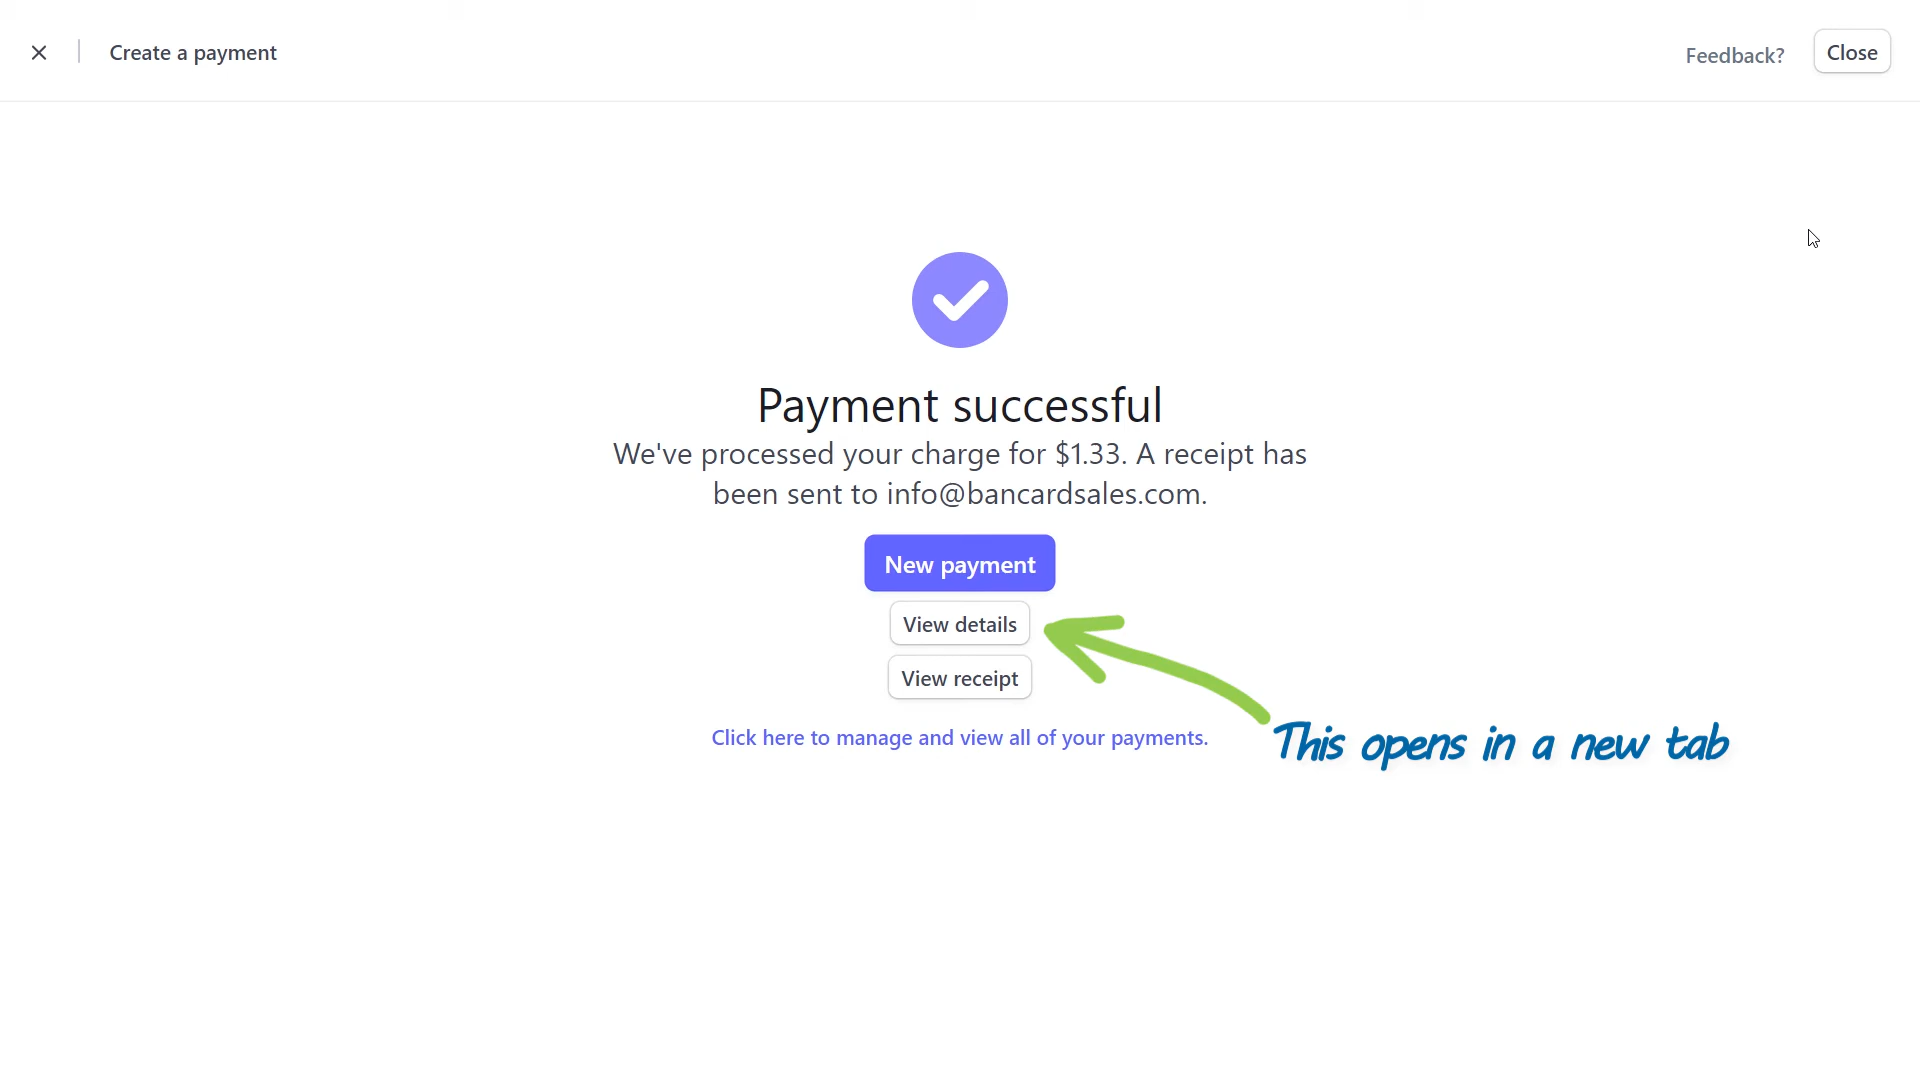 Create a payment
Feedback?
Close
Payment successful
We've processed your charge for $1.33. A receipt has
been sent to info@bancardsales.com.
New payment
View details
View receipt
Click here to manage and view all of your payments.
This opens in a new tab